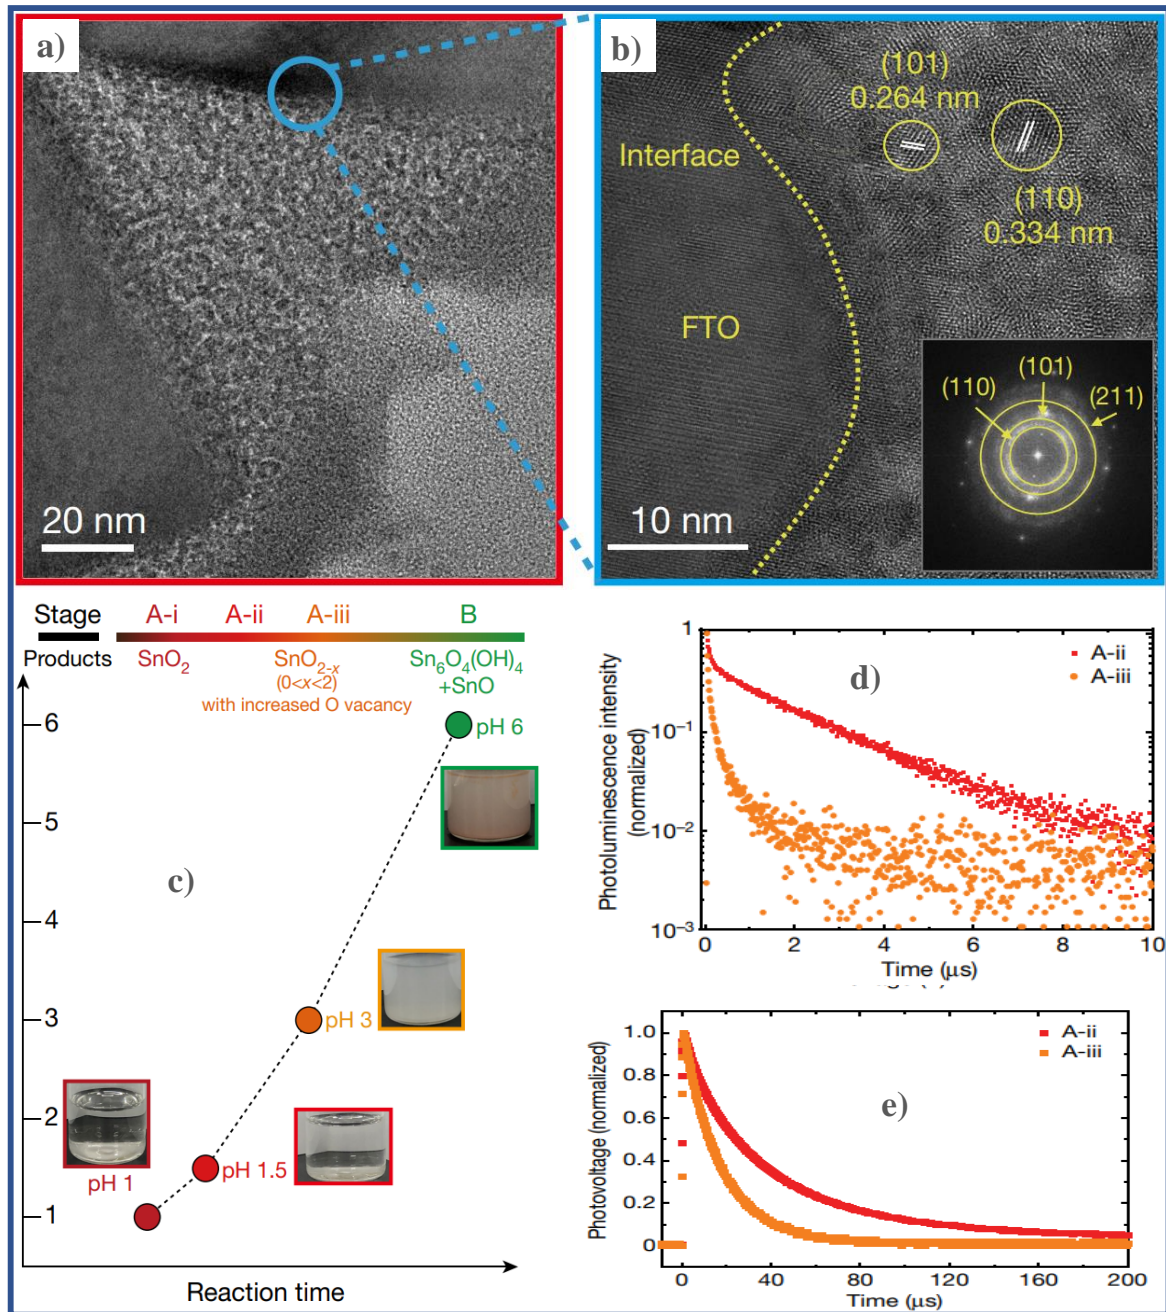 a)
20 nm
b)
(101)
0.264 nm
Interface
(110)
0.334 nm
FTO
(101)
(110)
(211)
10 nm
Stage A-i A-ii A-iii B
Products SnO₂ SnO₂₋ₓ Sn₆O₄(OH)₄
(0<x<2) +SnO
with increased O vacancy
6
pH 6
5
c)
4
3
pH 3
2
pH 1.5
pH 1
1
Reaction time
d)
A-ii
A-iii
Photoluminescence intensity
(normalized)
1
10⁻¹
10⁻²
10⁻³
0 2 4 6 8 10
Time (μs)
e)
A-ii
A-iii
Photovoltage (normalized)
1.0
0.8
0.6
0.4
0.2
0
0 40 80 120 160 200
Time (μs)